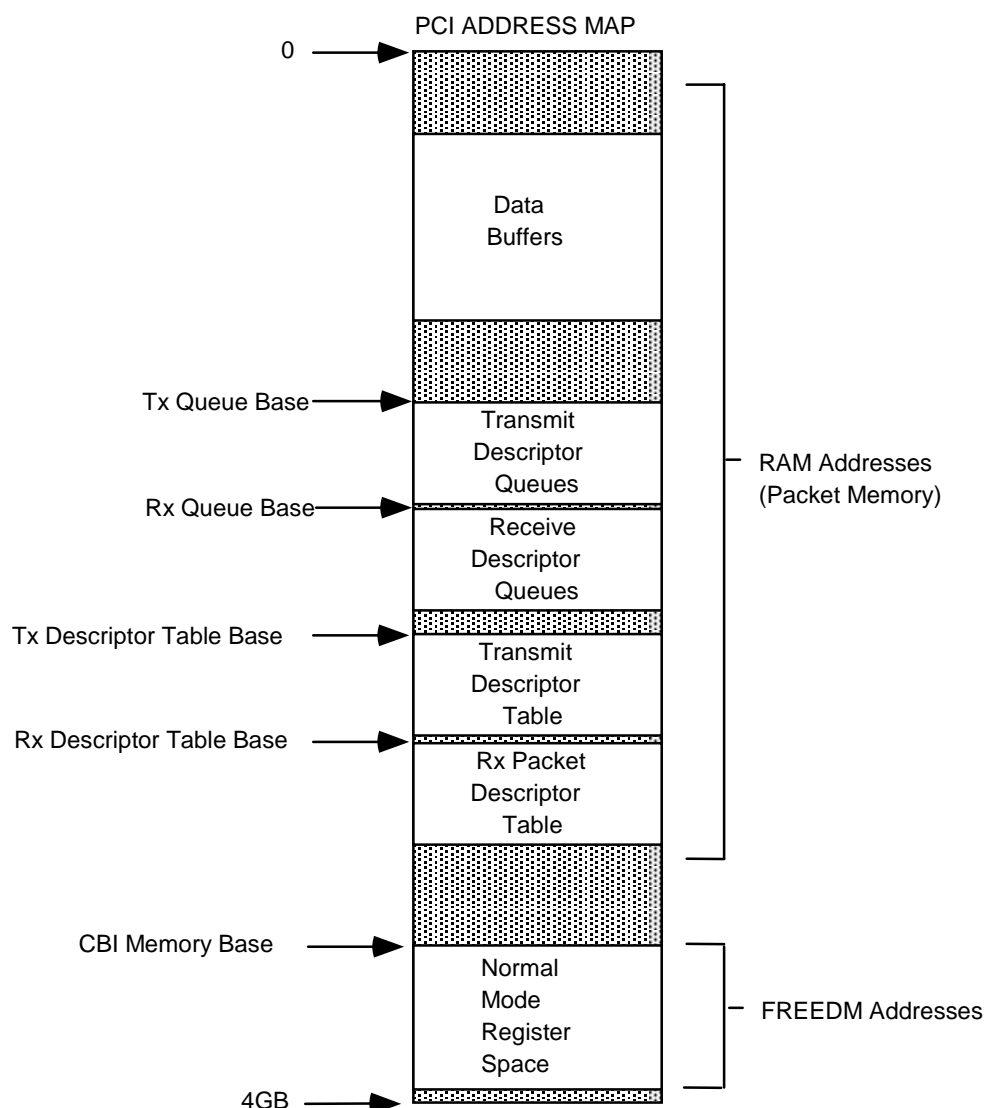 PCI ADDRESS MAP
0
Data
Buffers
Tx Queue Base
Transmit
Descriptor
Queues
RAM Addresses
(Packet Memory)
Rx Queue Base
Receive
Descriptor
Queues
Tx Descriptor Table Base
Transmit
Descriptor
Table
Rx Descriptor Table Base
Rx Packet
Descriptor
Table
CBI Memory Base
Normal
Mode
Register
Space
FREEDM Addresses
4GB